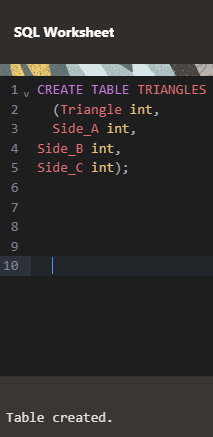 SQL Worksheet
1 CREATE TABLE TRIANGLES
2 (Triangle int,
3 Side_A int,
4 Side_B int,
5 Side_C int);
6
7
8
9
10
Table created.